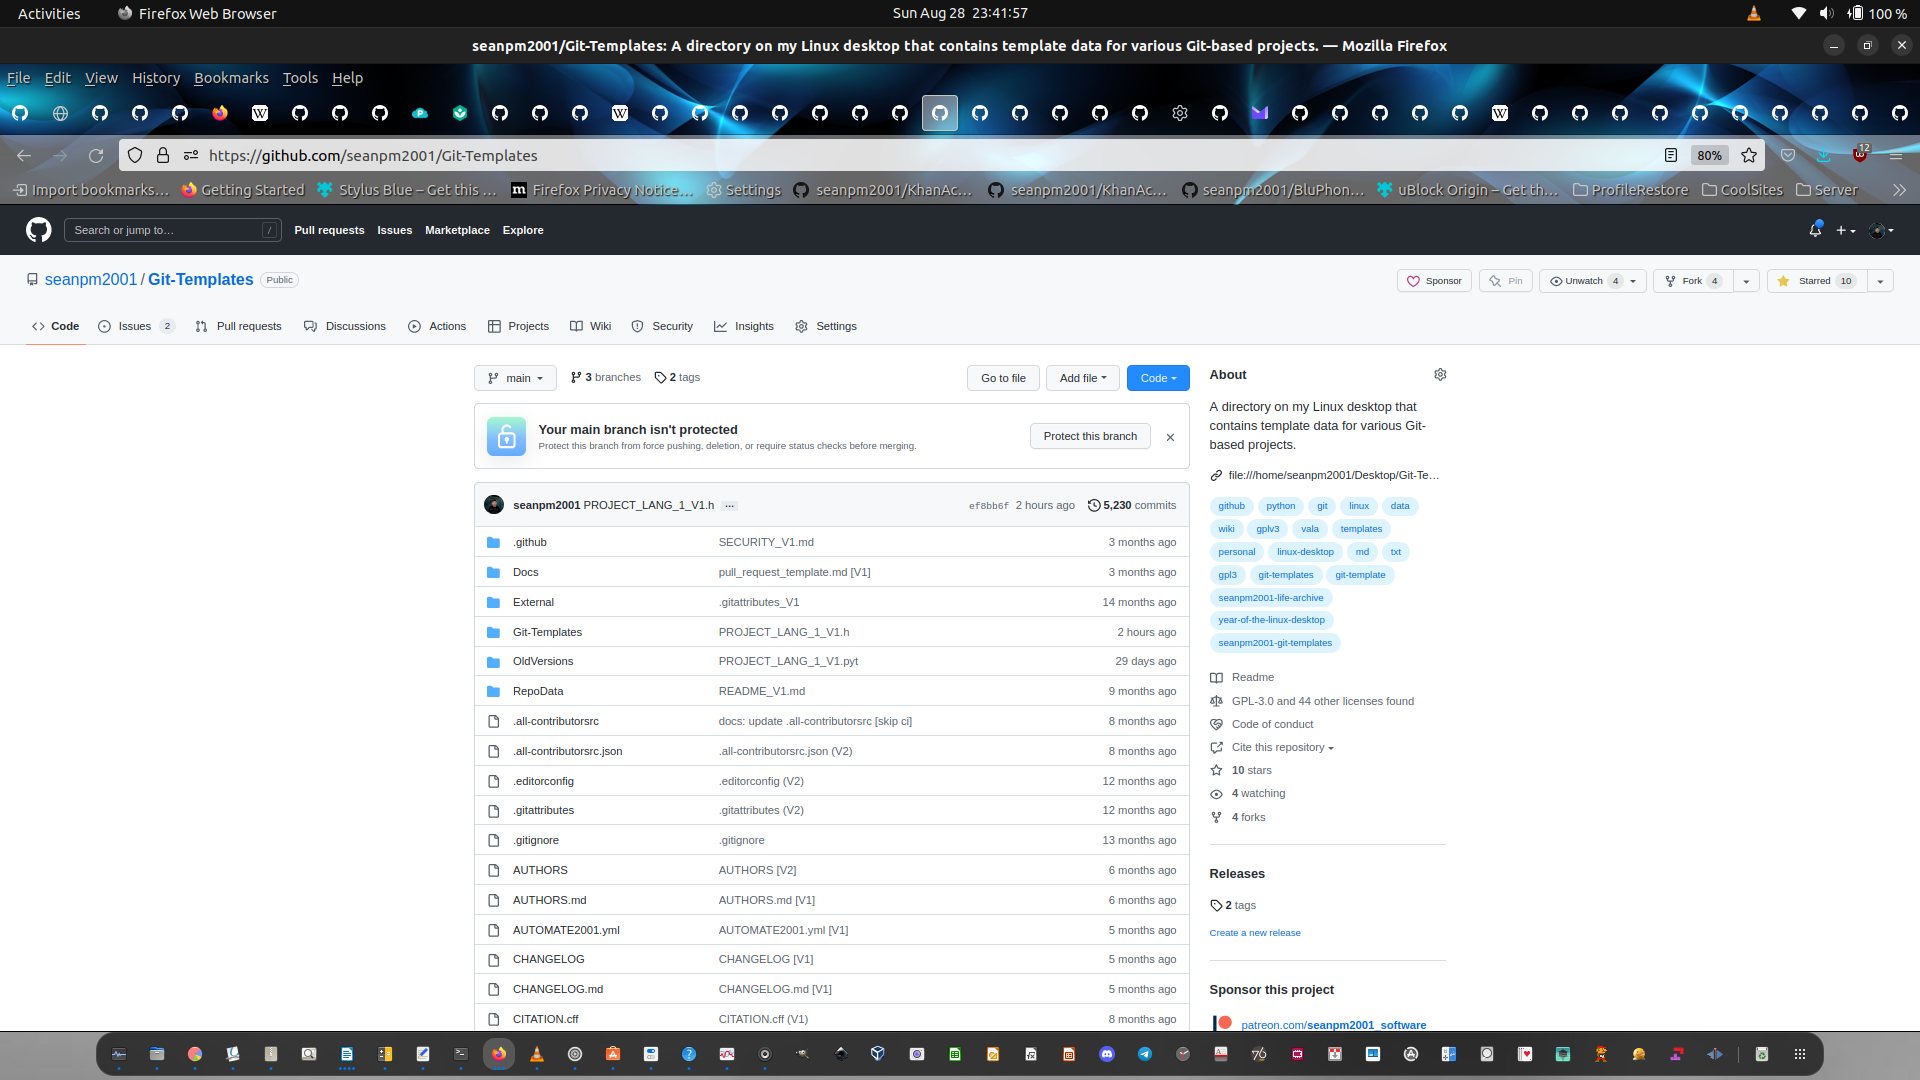 Activities
Firefox Web Browser
Sun Aug 28 23:41:57
100 %
seanpm2001/Git-Templates: A directory on my Linux desktop that contains template data for various Git-based projects. — Mozilla Firefox
File Edit View History Bookmarks Tools Help
https://github.com/seanpm2001/Git-Templates
80%
12
Import bookmarks…
Getting Started
Stylus Blue – Get this …
Firefox Privacy Notice…
Settings
seanpm2001/KhanAc…
seanpm2001/KhanAc…
seanpm2001/BluPhon…
uBlock Origin – Get th…
ProfileRestore
CoolSites
Server
Search or jump to…
/
Pull requests
Issues
Marketplace
Explore
seanpm2001 / Git-Templates
Public
Sponsor
Pin
Unwatch 4
Fork 4
Starred 10
Code
Issues 2
Pull requests
Discussions
Actions
Projects
Wiki
Security
Insights
Settings
main
3 branches
2 tags
Go to file
Add file
Code
Your main branch isn't protected
Protect this branch from force pushing, deletion, or require status checks before merging.
Protect this branch
seanpm2001 PROJECT_LANG_1_V1.h …
ef8bb6f 2 hours ago
5,230 commits
.github SECURITY_V1.md 3 months ago
Docs pull_request_template.md [V1] 3 months ago
External .gitattributes_V1 14 months ago
Git-Templates PROJECT_LANG_1_V1.h 2 hours ago
OldVersions PROJECT_LANG_1_V1.pyt 29 days ago
RepoData README_V1.md 9 months ago
.all-contributorsrc docs: update .all-contributorsrc [skip ci] 8 months ago
.all-contributorsrc.json .all-contributorsrc.json (V2) 8 months ago
.editorconfig .editorconfig (V2) 12 months ago
.gitattributes .gitattributes (V2) 12 months ago
.gitignore .gitignore 13 months ago
AUTHORS AUTHORS [V2] 6 months ago
AUTHORS.md AUTHORS.md [V1] 6 months ago
AUTOMATE2001.yml AUTOMATE2001.yml [V1] 5 months ago
CHANGELOG CHANGELOG [V1] 5 months ago
CHANGELOG.md CHANGELOG.md [V1] 5 months ago
CITATION.cff CITATION.cff (V1) 8 months ago
About
A directory on my Linux desktop that
contains template data for various Git-
based projects.
file:///home/seanpm2001/Desktop/Git-Te…
github python git linux data
wiki gplv3 vala templates
personal linux-desktop md txt
gpl3 git-templates git-template
seanpm2001-life-archive
year-of-the-linux-desktop
seanpm2001-git-templates
Readme
GPL-3.0 and 44 other licenses found
Code of conduct
Cite this repository
10 stars
4 watching
4 forks
Releases
2 tags
Create a new release
Sponsor this project
patreon.com/seanpm2001_software